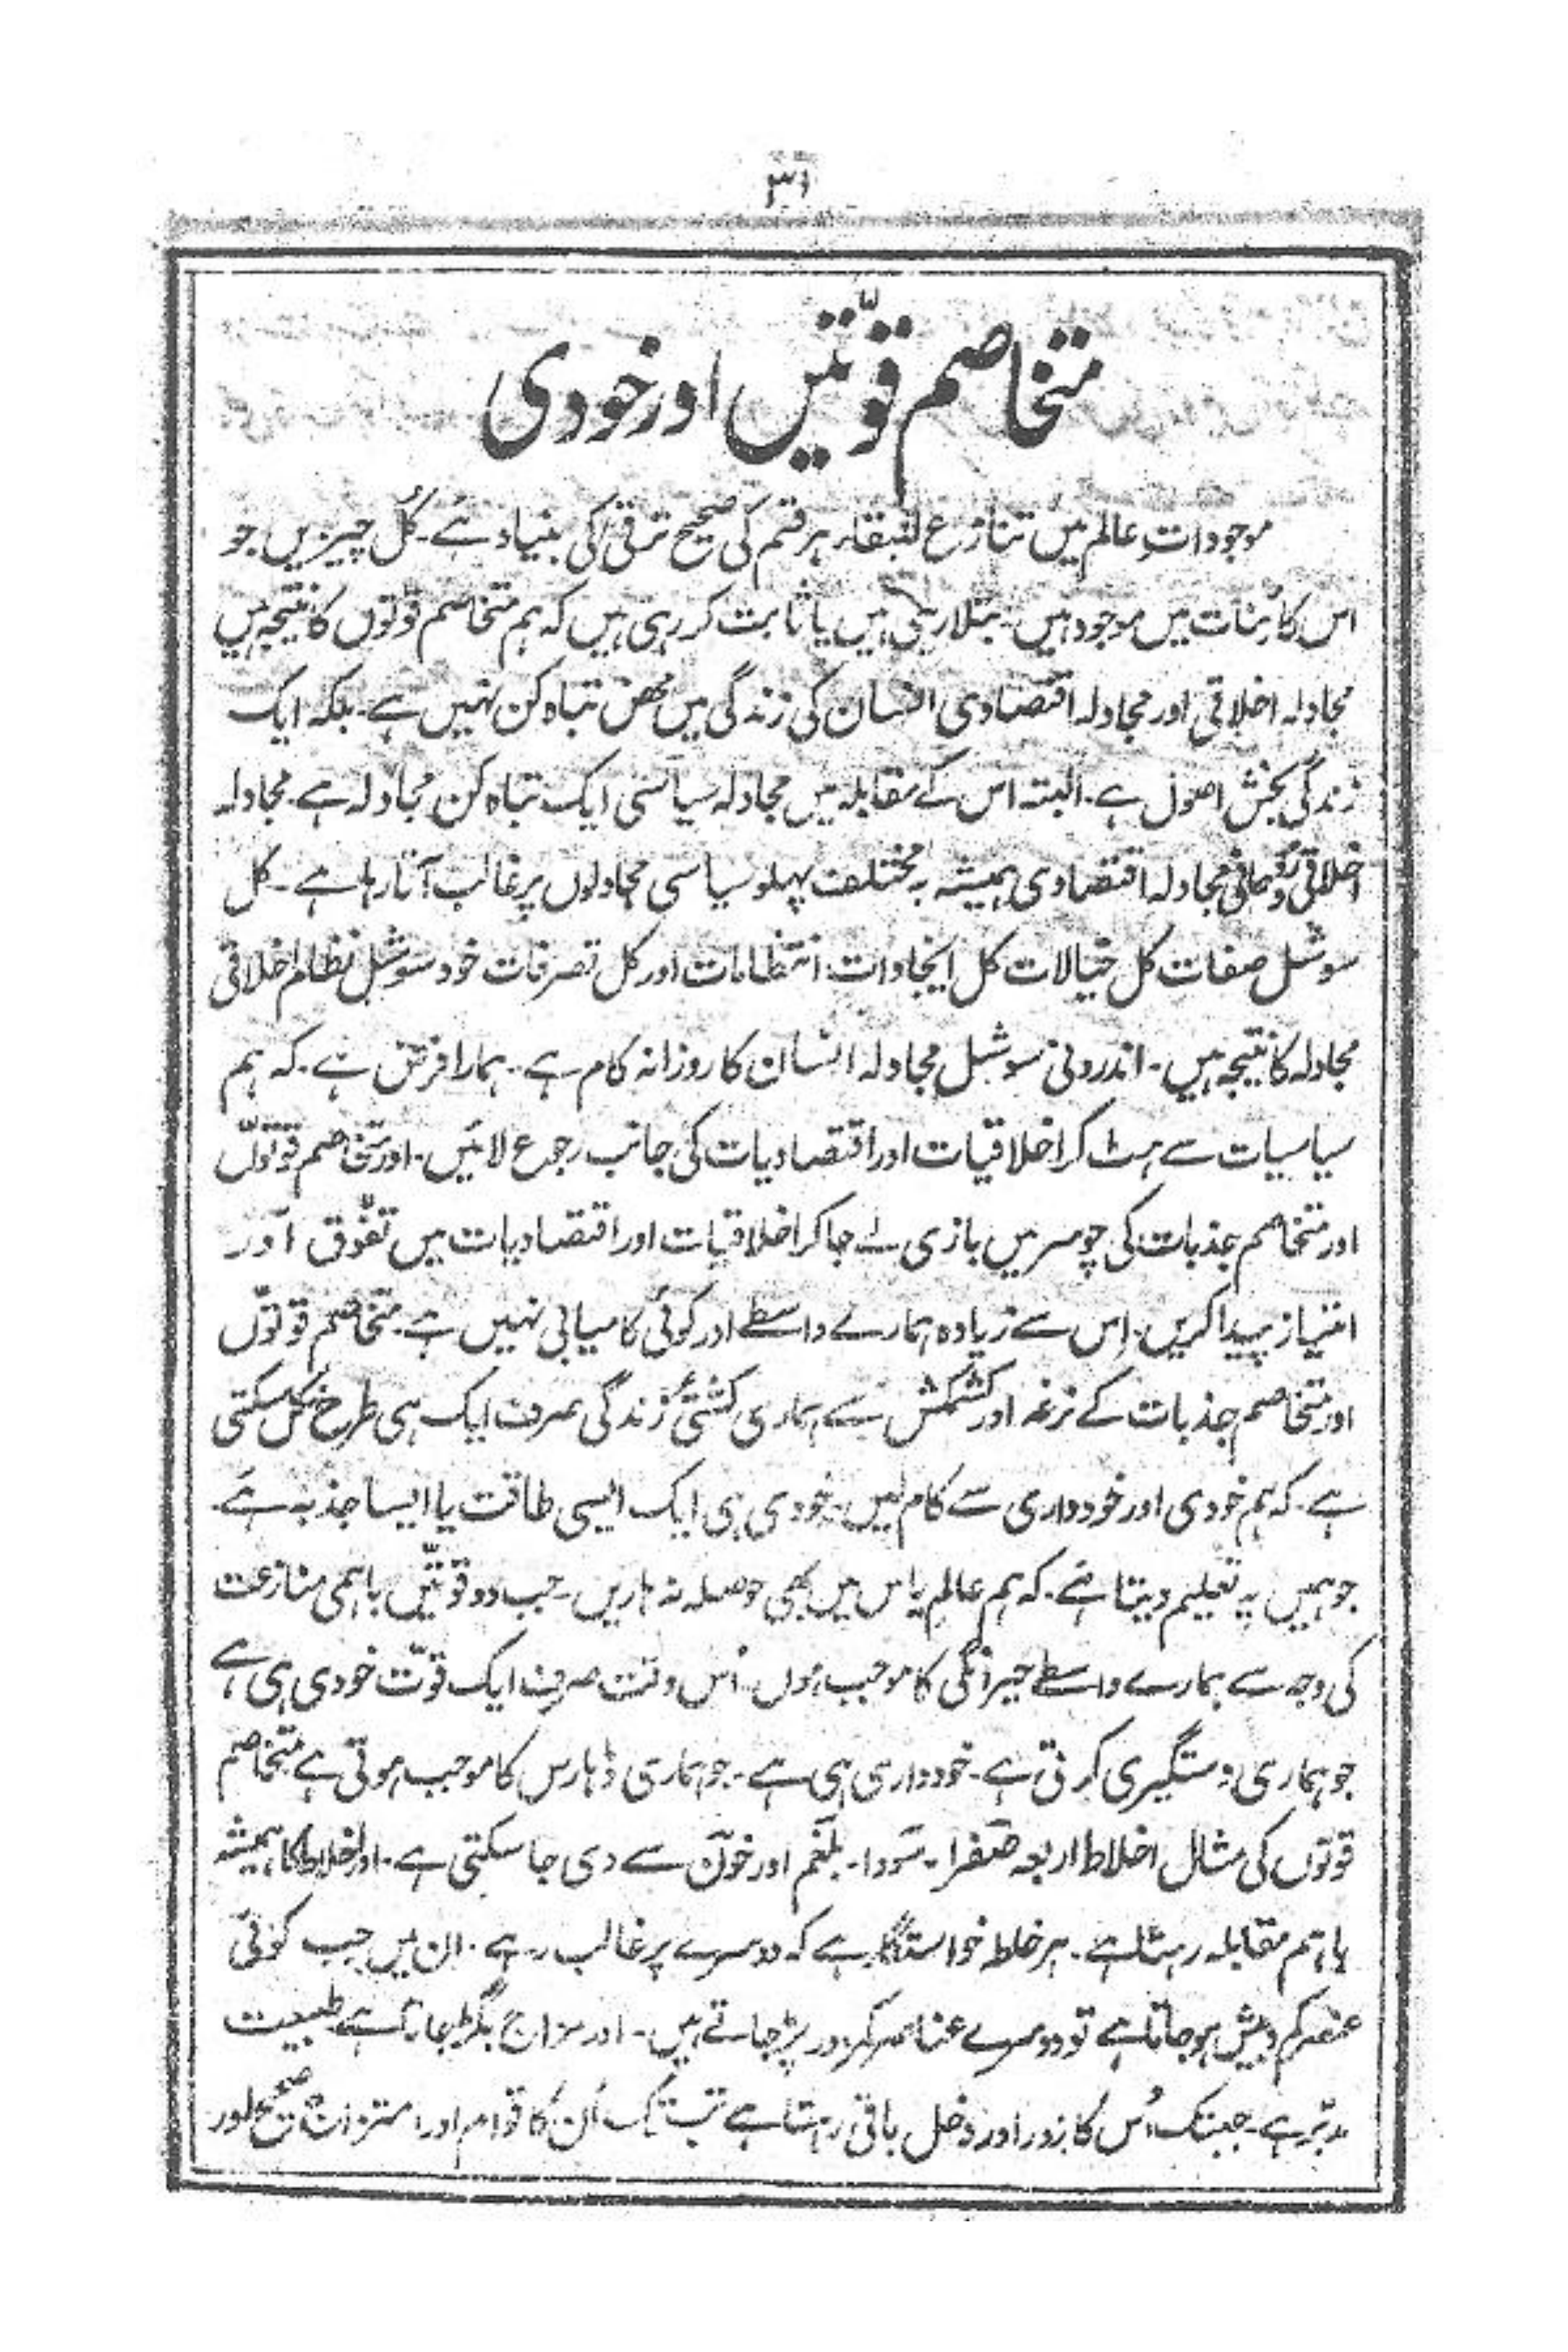 ۳۱
متخاصم قوّتیں اور خودی
موجوداتِ عالم میں تنازع للبقاء ہر قسم کی صحیح ترقی کی بنیاد ہے۔ کُل چیزیں جو
اس کائنات میں موجود ہیں۔ بتلا رہی ہیں یا ثابت کر رہی ہیں کہ ہم متخاصم قوتوں کا نتیجہ ہیں
مجادلہ اخلاقی اور مجادلہ اقتصادی انسان کی زندگی میں محض تباہ کن نہیں ہے۔ بلکہ ایک
زندگی بخش اصول ہے۔ البتہ اس کے مقابلہ میں مجادلہ سیاسی ایک تباہ کن مجادلہ ہے۔ مجادلہ
اخلاقی روحانی مجادلہ اقتصادی ہمیشہ بہ مختلف پہلو سیاسی مجادلوں پر غالب آتا رہا ہے۔ کل
سوشل صفات کل خیالات کل ایجادات انتظامات اور کل تصرفات خود سوشل نظام اخلاقی
مجادلہ کا نتیجہ ہیں۔ اندرونی سوشل مجادلہ انسان کا روزانہ کام ہے۔ ہمارا فرض ہے۔ کہ ہم
سیاسیات سے ہٹ کر اخلاقیات اور اقتصادیات کی جانب رجوع لائیں۔ اور متخاصم قوتوں
اور متخاصم جذبات کی چوسر میں بازی لے جا کر اخلاقیات اور اقتصادیات میں تفوّق اور
امتیاز پیدا کریں۔ اِس سے زیادہ ہمارے واسطے اور کوئی کامیابی نہیں ہے۔ متخاصم قوتوں
اور متخاصم جذبات کے نرغہ اور کشمکش سے ہماری کشتیٔ زندگی صرف ایک ہی طرح نکل سکتی
ہے۔ کہ ہم خودی اور خودداری سے کام لیں۔ خودی ہی ایک ایسی طاقت یا ایسا جذبہ ہے۔
جو ہمیں یہ تعلیم دیتا ہے۔ کہ ہم عالمِ یاس میں بھی حوصلہ نہ ہاریں۔ جب دو قوتّیں باہمی منازعت
کی وجہ سے ہمارے واسطے حیرانگی کا موجب ہوں۔ اُس وقت صرف ایک قوّت خودی ہی ہے
جو ہماری دستگیری کرتی ہے۔ خودداری ہی ہے۔ جو ہماری ڈہارس کا موجب ہوتی ہے متخاصم
قوتوں کی مثال اخلاط اربعہ صفرا۔ سودا۔ بلغم اور خون سے دی جا سکتی ہے۔ اِن اخلاط کا ہمیشہ
باہم مقابلہ رہتا ہے۔ ہر خلط خواستگار ہے کہ دوسرے پر غالب رہے۔ ان میں جب کوئی
عنصر کم و بیش ہو جاتا ہے تو دوسرے عناصر کمزور پڑ جاتے ہیں۔ اور مزاج بگڑ جاتا ہے طبیعت
مدبّر ہے۔ جبتک اُس کا زور اور دخل باقی رہتا ہے تب تک اُن کا قوام اور امتزاج صحیح اور